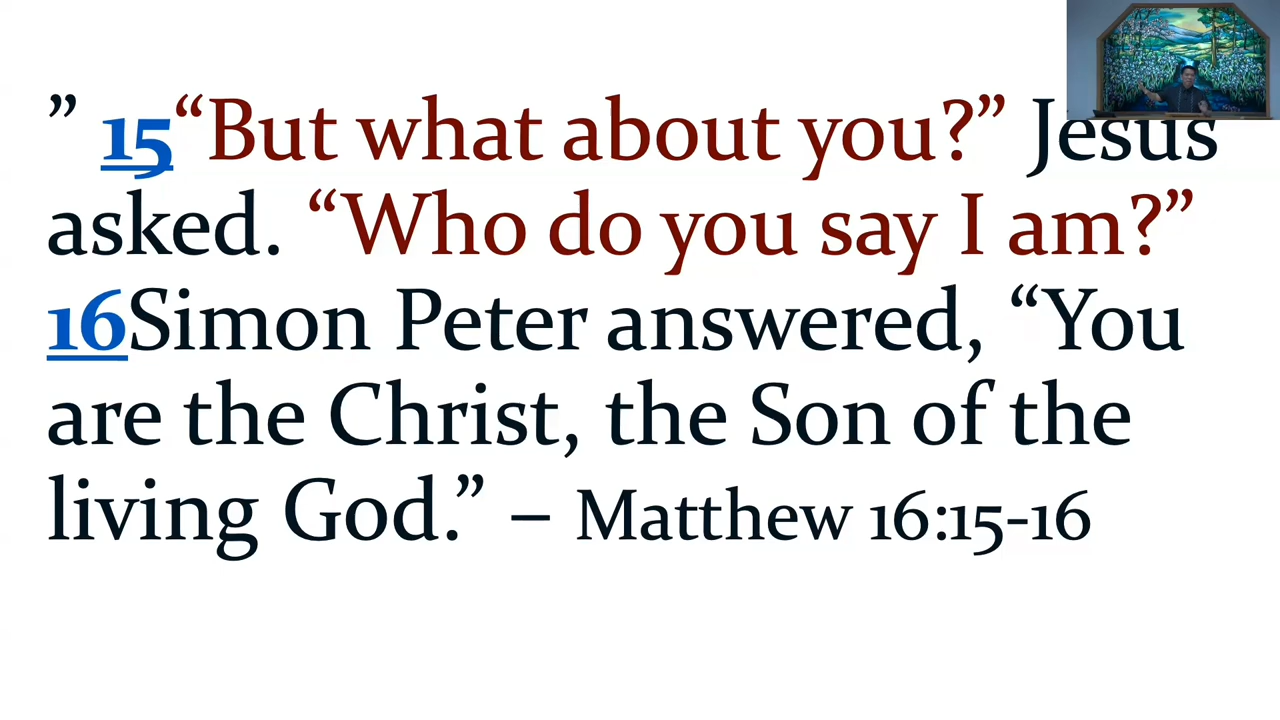 ” 15“But what about you?” Jesus
asked. “Who do you say I am?”
16Simon Peter answered, “You
are the Christ, the Son of the
living God.” – Matthew 16:15-16